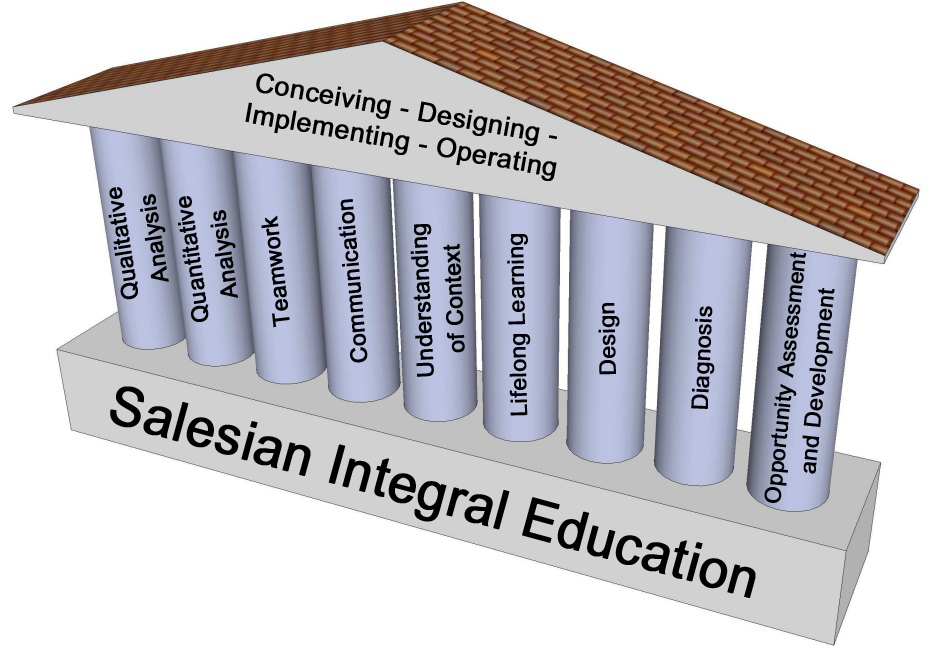 Conceiving - Designing -
Implementing - Operating
Qualitative
Analysis
Quantitative
Analysis
Teamwork
Communication
Understanding
of Context
Lifelong Learning
Design
Diagnosis
Opportunity Assessment
and Development
Salesian Integral Education